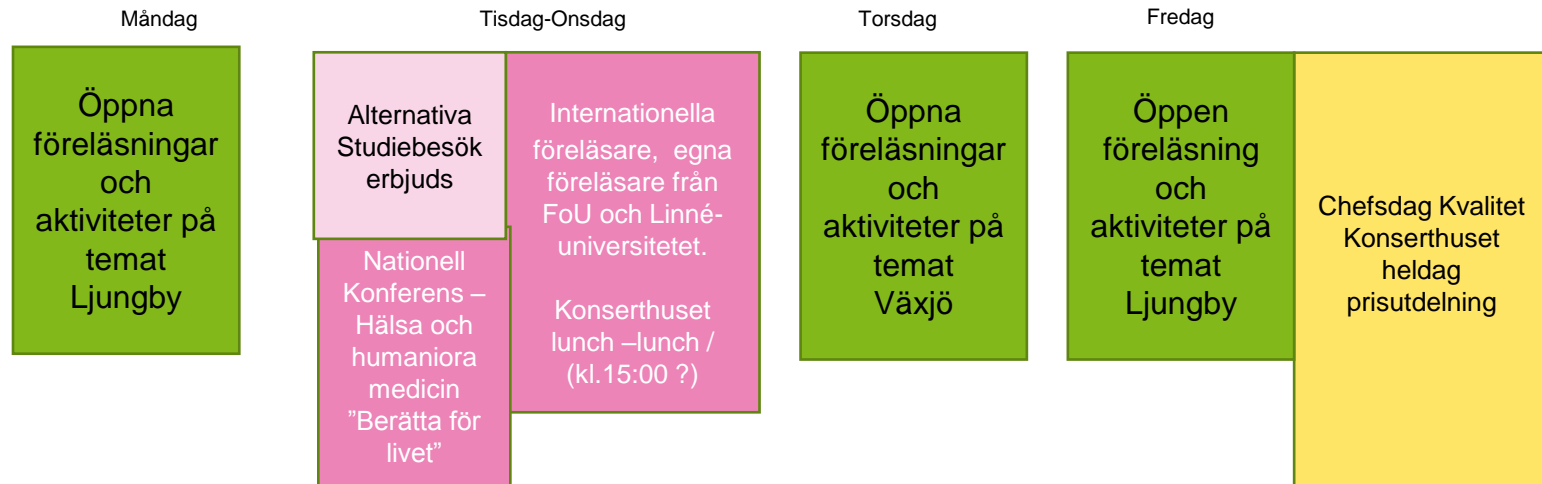 Måndag
Tisdag-Onsdag
Torsdag
Fredag
Öppna
föreläsningar
och
aktiviteter på
temat
Ljungby
Alternativa
Studiebesök
erbjuds
Nationell
Konferens –
Hälsa och
humaniora
medicin
”Berätta för
livet”
Internationella
föreläsare,  egna
föreläsare från
FoU och Linné-
universitetet.
Konserthuset
lunch –lunch /
(kl.15:00 ?)
Öppna
föreläsningar
och
aktiviteter på
temat
Växjö
Öppen
föreläsning
och
aktiviteter på
temat
Ljungby
Chefsdag Kvalitet
Konserthuset
heldag
prisutdelning